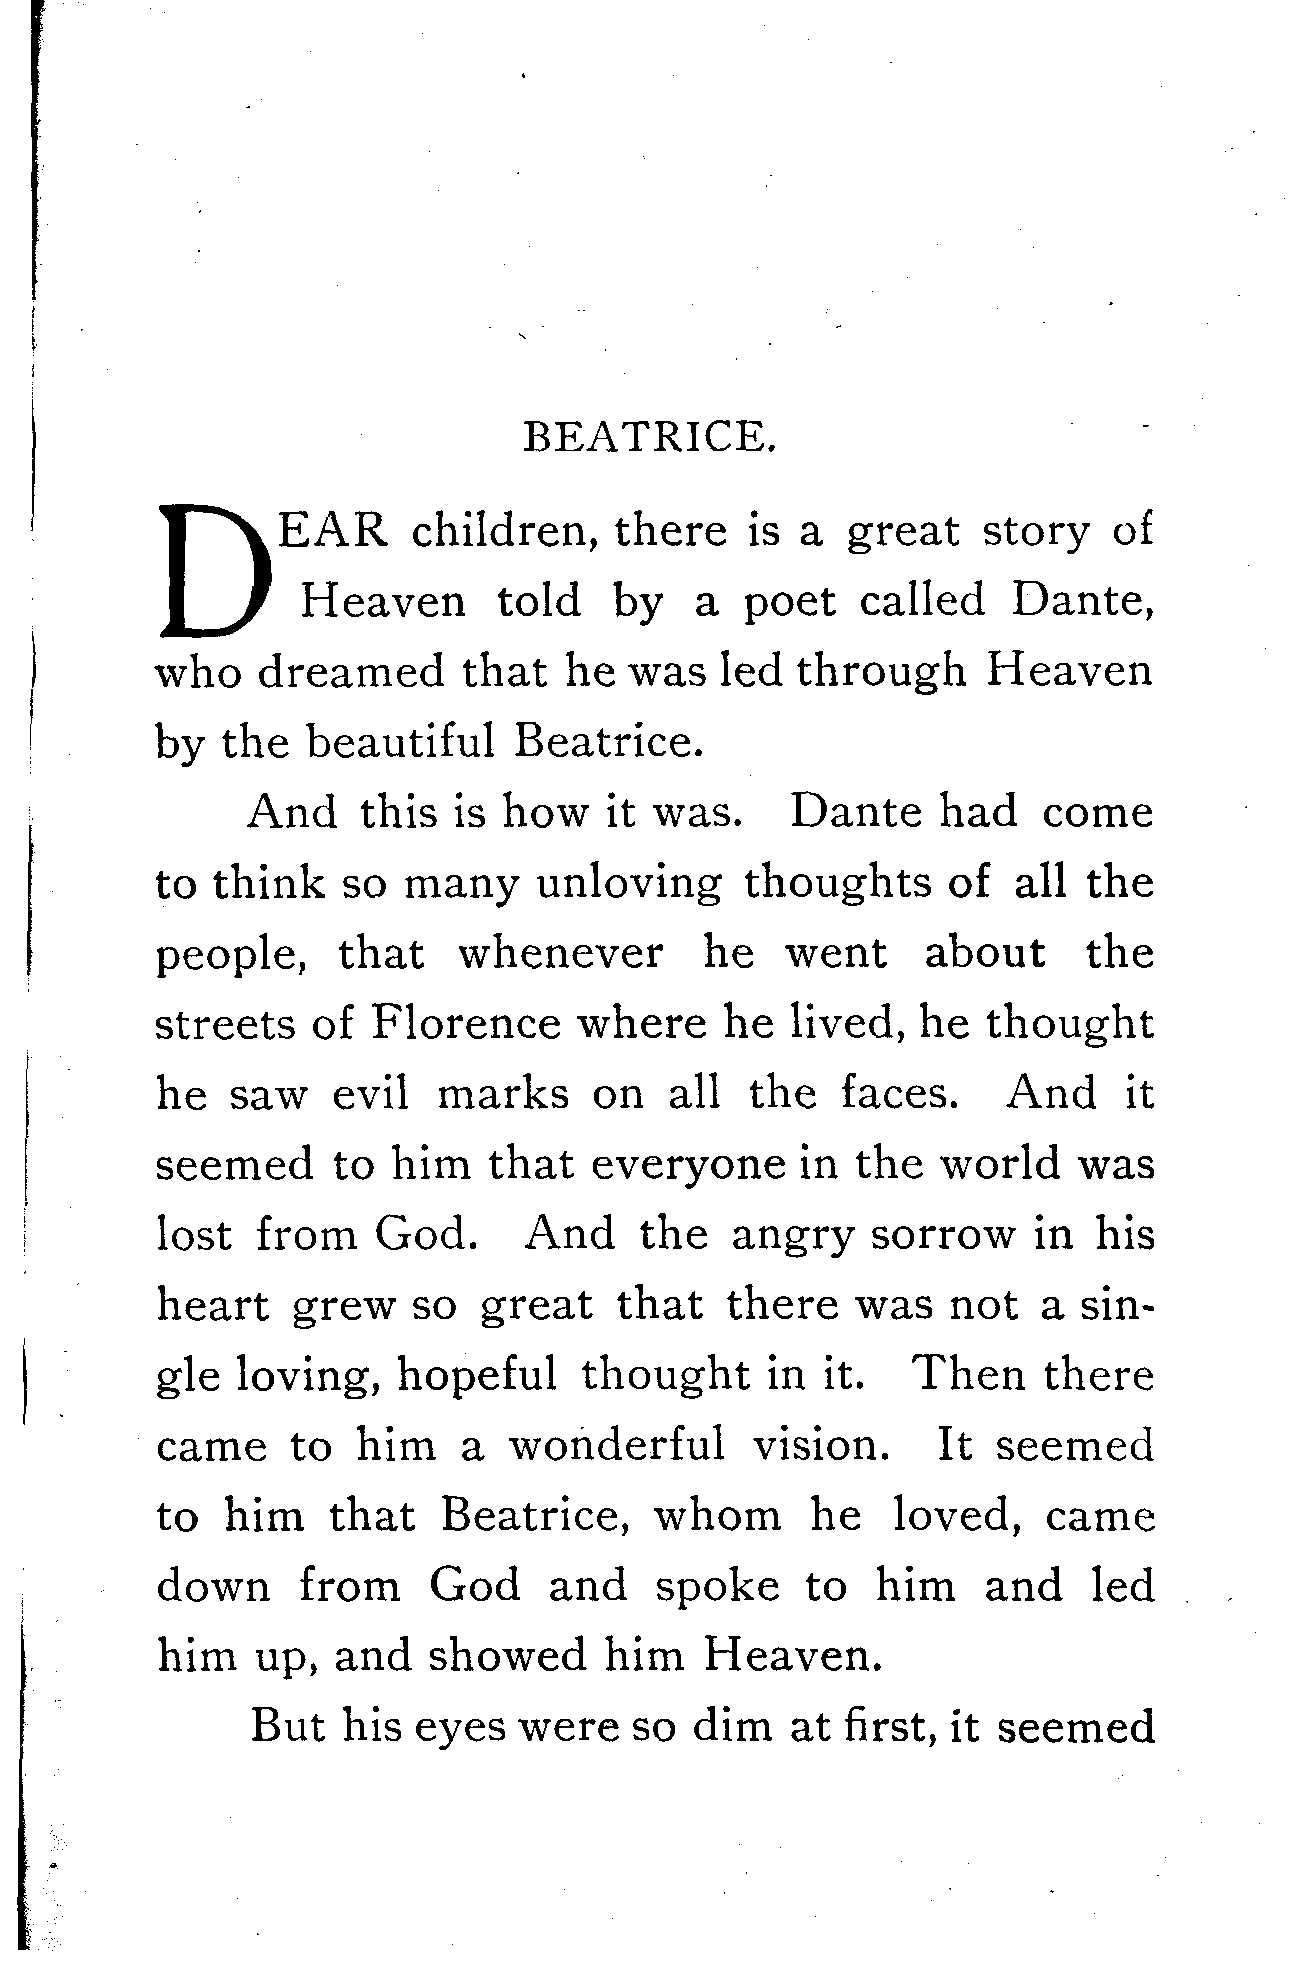 BEATRICE.
DEAR children, there is a great story of
Heaven told by a poet called Dante,
who dreamed that he was led through Heaven
by the beautiful Beatrice.
And this is how it was. Dante had come
to think so many unloving thoughts of all the
people, that whenever he went about the
streets of Florence where he lived, he thought
he saw evil marks on all the faces. And it
seemed to him that everyone in the world was
lost from God. And the angry sorrow in his
heart grew so great that there was not a sin-
gle loving, hopeful thought in it. Then there
came to him a wonderful vision. It seemed
to him that Beatrice, whom he loved, came
down from God and spoke to him and led
him up, and showed him Heaven.
But his eyes were so dim at first, it seemed